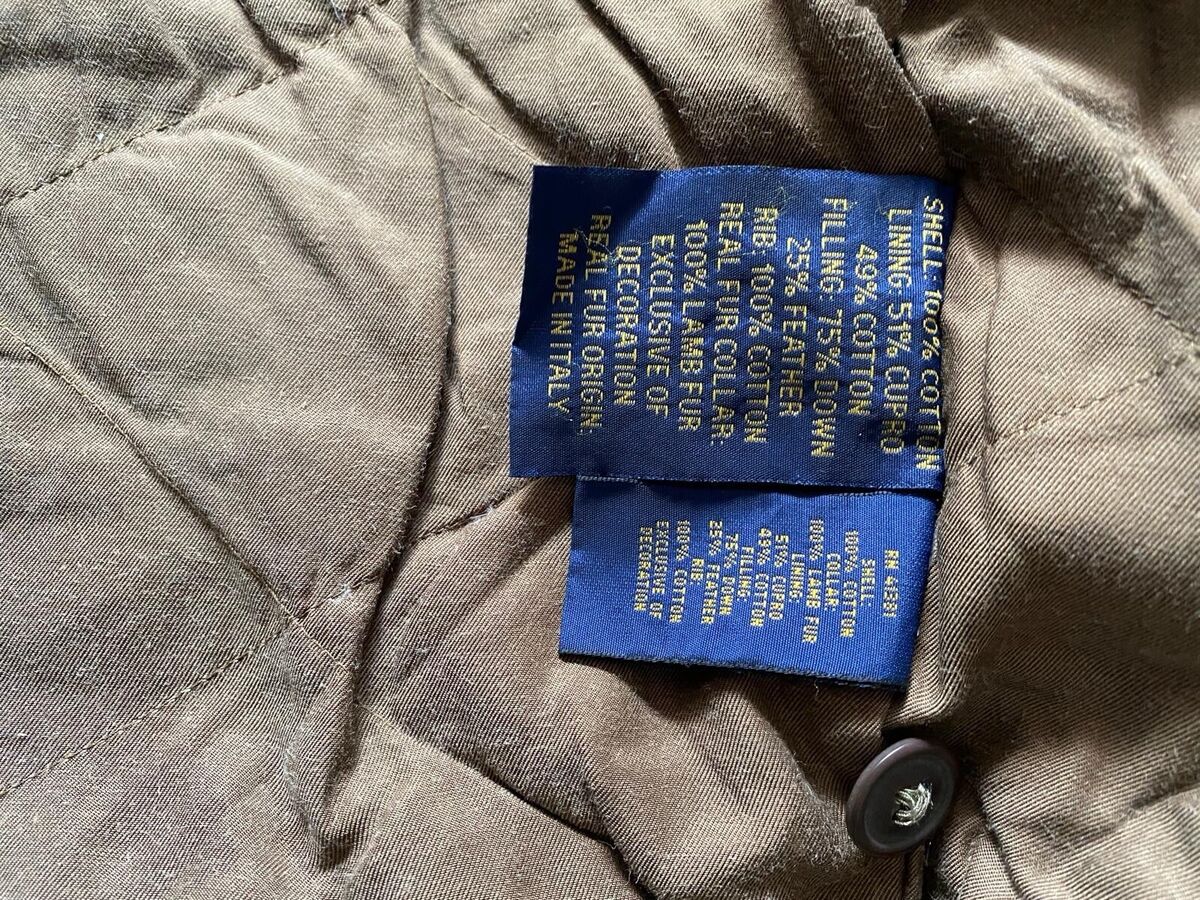 SHELL: 100% COTTON
LINING: 51% CUPRO
49% COTTON
FILLING: 75% DOWN
25% FEATHER
RIB: 100% COTTON
REAL FUR COLLAR:
100% LAMB FUR
EXCLUSIVE OF
DECORATION
REAL FUR ORIGIN:
MADE IN ITALY
RN 41381
SHELL:
100% COTTON
COLLAR:
100% LAMB FUR
LINING:
51% CUPRO
49% COTTON
FILLING:
75% DOWN
25% FEATHER
RIB:
100% COTTON
EXCLUSIVE OF
DECORATION